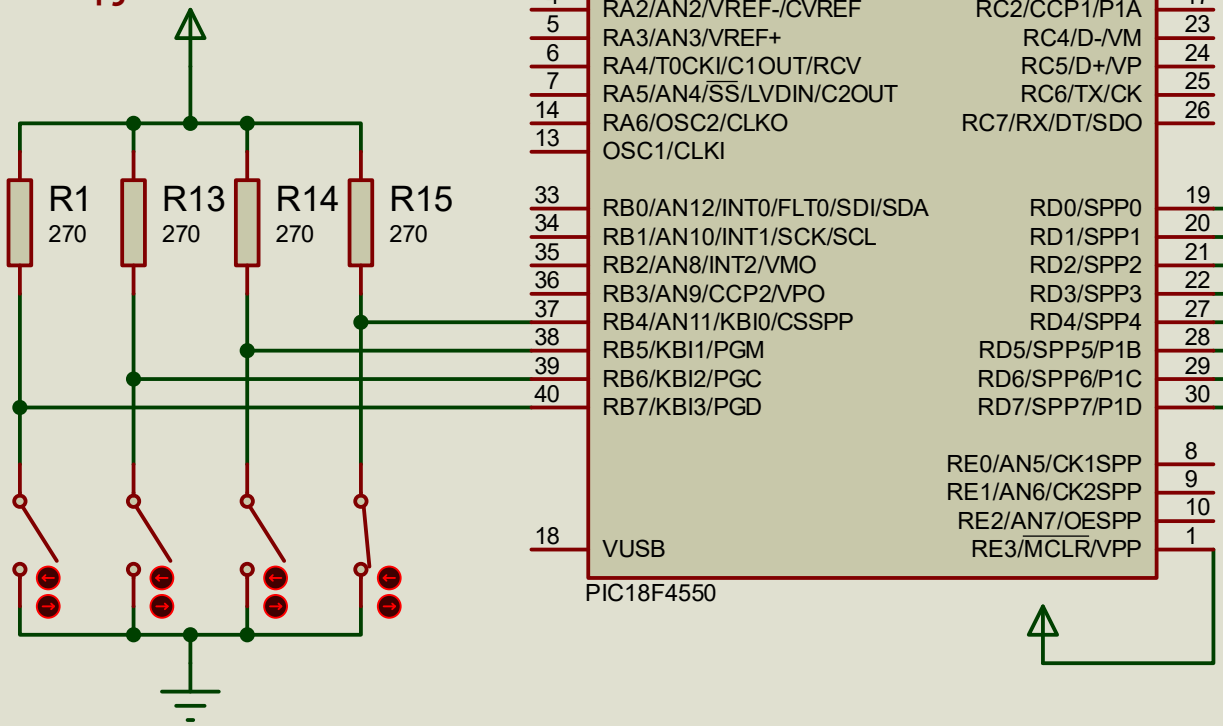 RA2/AN2/VREF-/CVREF
RC2/CCP1/P1A
5 RA3/AN3/VREF+
RC4/D-/VM 23
6 RA4/T0CKI/C1OUT/RCV
RC5/D+/VP 24
7 RA5/AN4/SS/LVDIN/C2OUT
RC6/TX/CK 25
14 RA6/OSC2/CLKO
RC7/RX/DT/SDO 26
13 OSC1/CLKI
R1 R13 R14 R15
270 270 270 270
33 RB0/AN12/INT0/FLT0/SDI/SDA
RD0/SPP0 19
34 RB1/AN10/INT1/SCK/SCL
RD1/SPP1 20
35 RB2/AN8/INT2/VMO
RD2/SPP2 21
36 RB3/AN9/CCP2/VPO
RD3/SPP3 22
37 RB4/AN11/KBI0/CSSPP
RD4/SPP4 27
38 RB5/KBI1/PGM
RD5/SPP5/P1B 28
39 RB6/KBI2/PGC
RD6/SPP6/P1C 29
40 RB7/KBI3/PGD
RD7/SPP7/P1D 30
RE0/AN5/CK1SPP 8
RE1/AN6/CK2SPP 9
RE2/AN7/OESPP 10
18 VUSB
RE3/MCLR/VPP 1
PIC18F4550